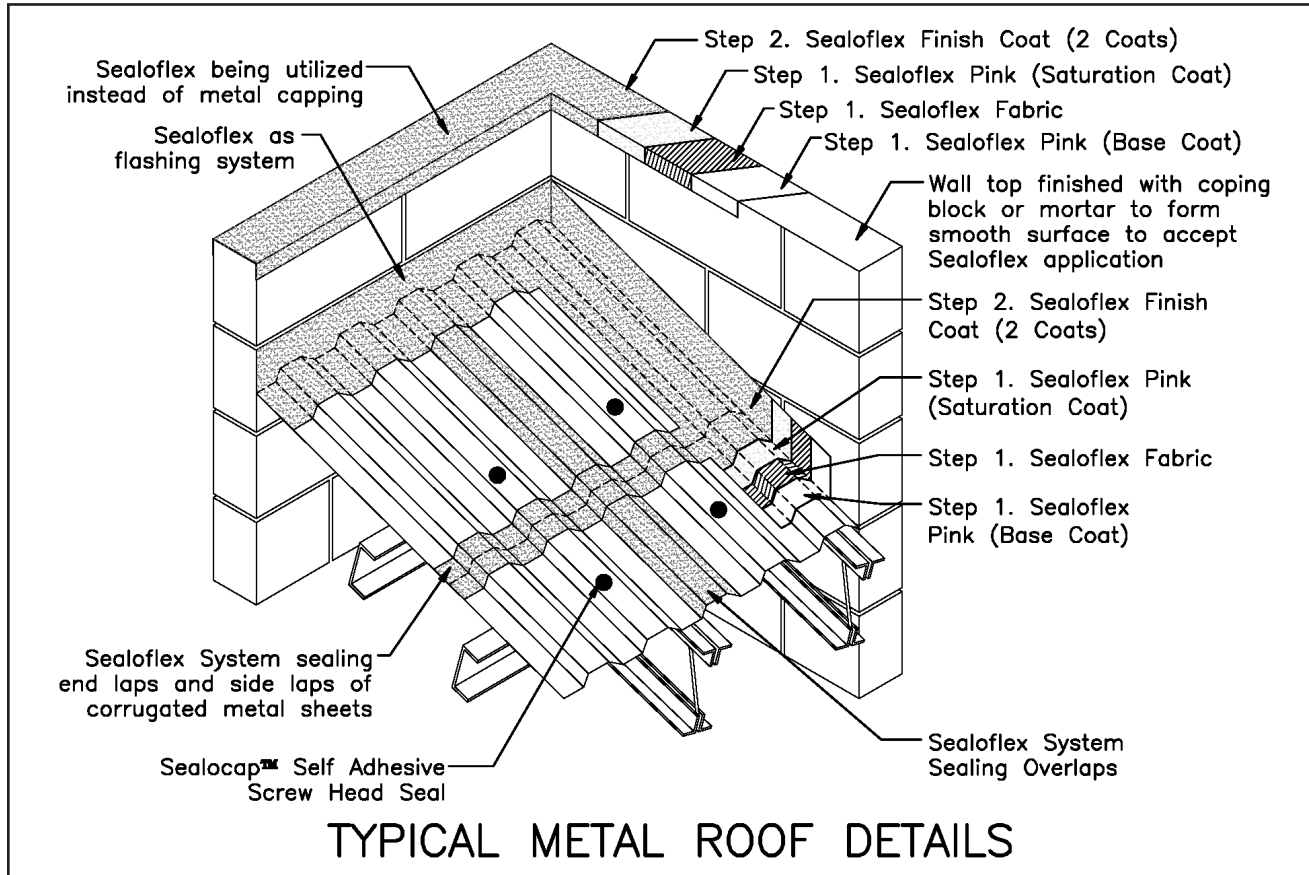 Sealoflex being utilized
instead of metal capping
Sealoflex as
flashing system
Step 2. Sealoflex Finish Coat (2 Coats)
Step 1. Sealoflex Pink (Saturation Coat)
Step 1. Sealoflex Fabric
Step 1. Sealoflex Pink (Base Coat)
Wall top finished with coping
block or mortar to form
smooth surface to accept
Sealoflex application
Step 2. Sealoflex Finish
Coat (2 Coats)
Step 1. Sealoflex Pink
(Saturation Coat)
Step 1. Sealoflex Fabric
Step 1. Sealoflex
Pink (Base Coat)
Sealoflex System sealing
end laps and side laps of
corrugated metal sheets
Sealocap™ Self Adhesive
Screw Head Seal
Sealoflex System
Sealing Overlaps
TYPICAL METAL ROOF DETAILS